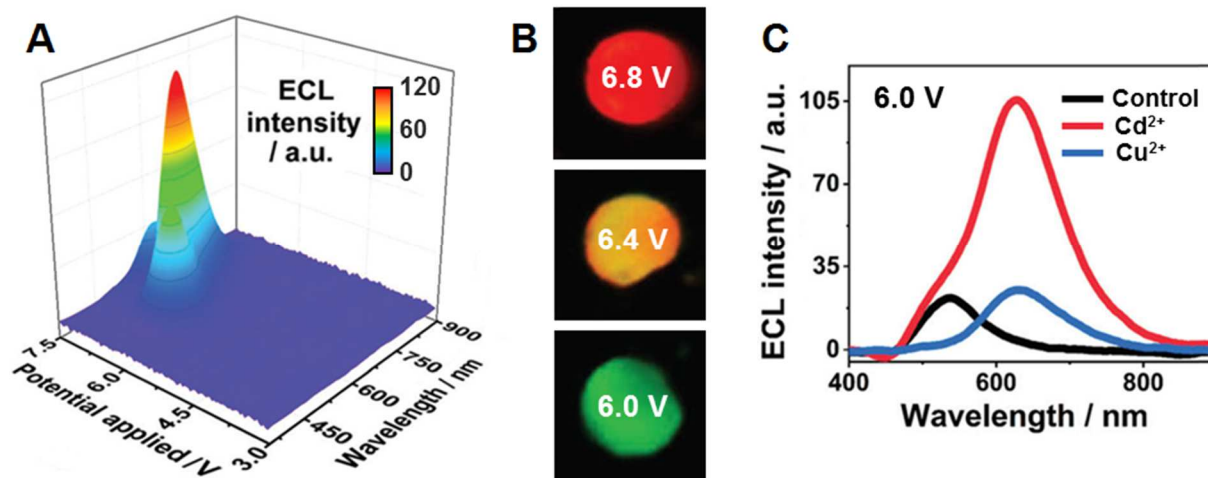 A
ECL
intensity
/ a.u.
120
60
0
7.5
6.0
4.5
3.0
Potential applied /V
450
600
750
900
Wavelength / nm
B
6.8 V
6.4 V
6.0 V
C
6.0 V
Control
Cd²⁺
Cu²⁺
105
70
35
0
ECL intensity / a.u.
400
600
800
Wavelength / nm